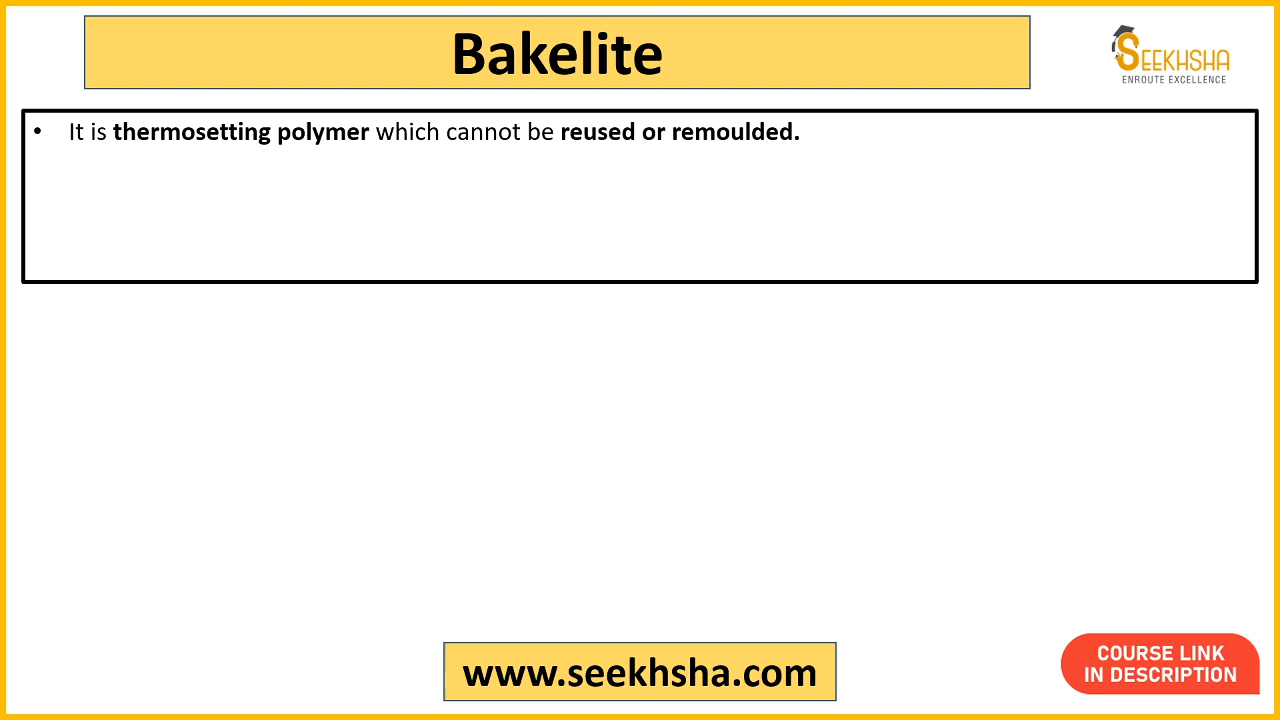 Bakelite
SEEKHSHA
ENROUTE EXCELLENCE
• It is thermosetting polymer which cannot be reused or remoulded.
www.seekhsha.com
COURSE LINK
IN DESCRIPTION